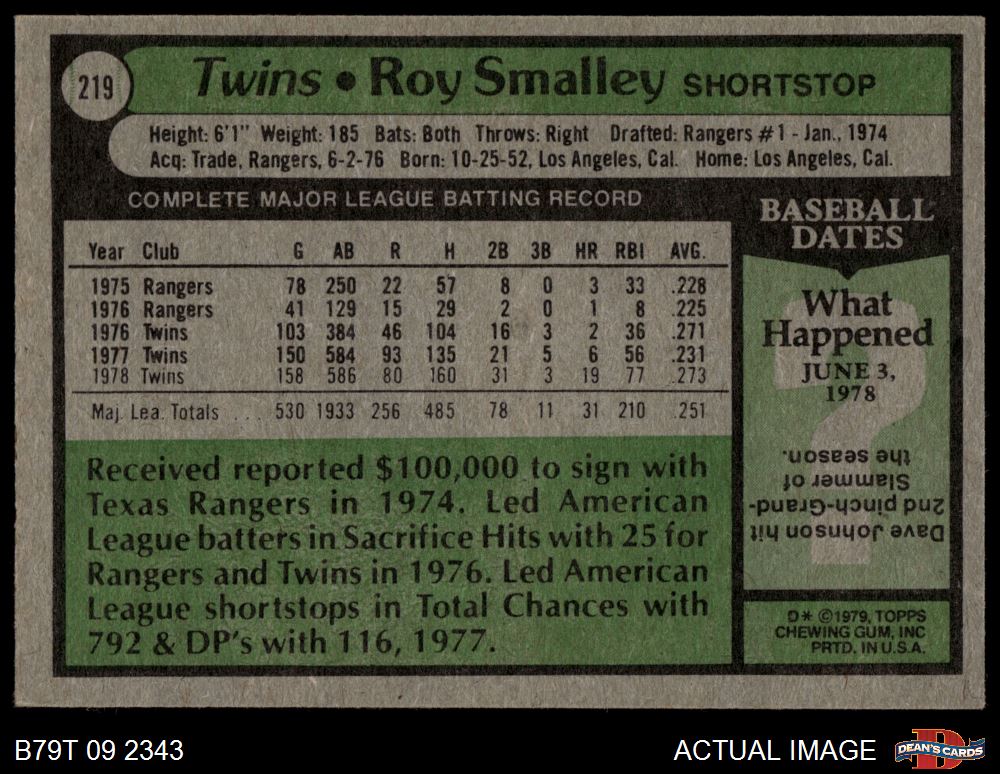 219
Twins • Roy Smalley SHORTSTOP
Height: 6'1" Weight: 185 Bats: Both Throws: Right Drafted: Rangers #1 - Jan., 1974
Acq: Trade, Rangers, 6-2-76 Born: 10-25-52, Los Angeles, Cal. Home: Los Angeles, Cal.
COMPLETE MAJOR LEAGUE BATTING RECORD
Year Club G AB R H 2B 3B HR RBI AVG.
1975 Rangers 78 250 22 57 8 0 3 33 .228
1976 Rangers 41 129 15 29 2 0 1 8 .225
1976 Twins 103 384 46 104 16 3 2 36 .271
1977 Twins 150 584 93 135 21 5 6 56 .231
1978 Twins 158 586 80 160 31 3 19 77 .273
Maj. Lea. Totals . . . 530 1933 256 485 78 11 31 210 .251
Received reported $100,000 to sign with
Texas Rangers in 1974. Led American
League batters in Sacrifice Hits with 25 for
Rangers and Twins in 1976. Led American
League shortstops in Total Chances with
792 & DP's with 116, 1977.
BASEBALL
DATES
What
Happened
JUNE 3,
1978
?
Dave Johnson hit
2nd pinch-Grand-
Slammer of
the season.
D* ©1979, TOPPS
CHEWING GUM, INC
PRTD. IN U.S.A.
B79T 09 2343
ACTUAL IMAGE
D
DEAN'S CARDS